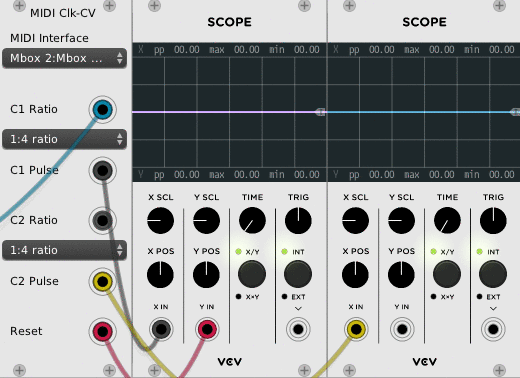 MIDI Clk-CV
MIDI Interface
Mbox 2:Mbox ...
C1 Ratio
1:4 ratio
C1 Pulse
C2 Ratio
1:4 ratio
C2 Pulse
Reset
SCOPE
X pp 00.00 max 00.00 min 00.00
Y pp 00.00 max 00.00 min 00.00
X SCL Y SCL TIME TRIG
X POS Y POS X/Y INT
X×Y EXT
X IN Y IN
VCV
SCOPE
X pp 00.00 max 00.00 min 00.00
Y pp 00.00 max 00.00 min 00.00
X SCL Y SCL TIME TRIG
X POS Y POS X/Y INT
X×Y EXT
X IN Y IN
VCV